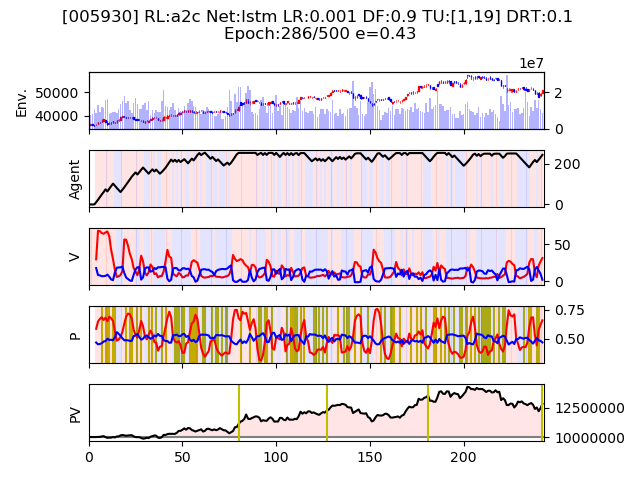 [005930] RL:a2c Net:lstm LR:0.001 DF:0.9 TU:[1,19] DRT:0.1
Epoch:286/500 e=0.43
1e7
Env.
50000
40000
2
0
Agent
200
0
V
50
0
P
0.75
0.50
PV
12500000
10000000
0 50 100 150 200